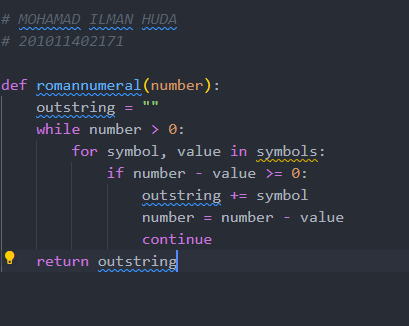 # MOHAMAD ILMAN HUDA
# 201011402171

def romannumeral(number):
    outstring = ""
    while number > 0:
        for symbol, value in symbols:
            if number - value >= 0:
                outstring += symbol
                number = number - value
                continue
    return outstring